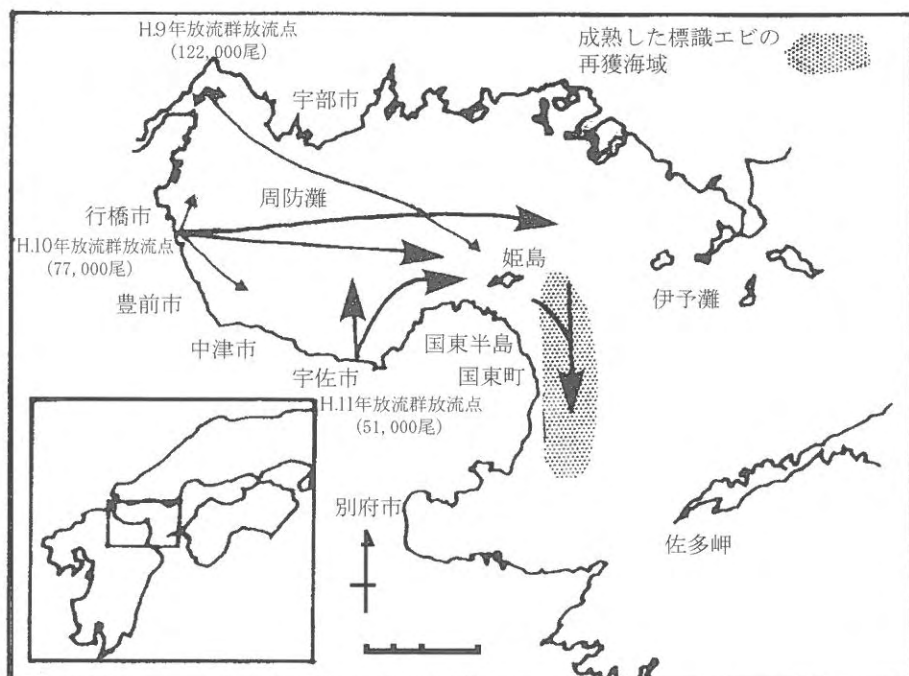 H.9年放流群放流点
(122,000尾)
成熟した標識エビの
再獲海域
宇部市
周防灘
行橋市
H.10年放流群放流点
(77,000尾)
姫島
伊予灘
豊前市
中津市
国東半島
宇佐市
国東町
H.11年放流群放流点
(51,000尾)
別府市
佐多岬